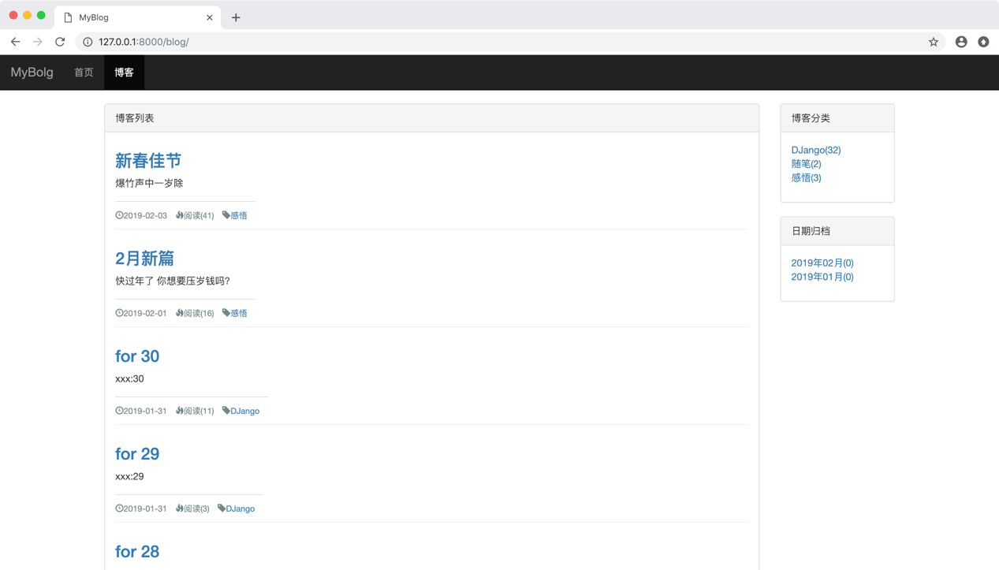 MyBlog
127.0.0.1:8000/blog/
MyBolg 首页 博客
博客列表
新春佳节
爆竹声中一岁除
2019-02-03 阅读(41) 感悟
2月新篇
快过年了 你想要压岁钱吗?
2019-02-01 阅读(16) 感悟
for 30
xxx:30
2019-01-31 阅读(11) DJango
for 29
xxx:29
2019-01-31 阅读(3) DJango
for 28
博客分类
DJango(32)
随笔(2)
感悟(3)
日期归档
2019年02月(0)
2019年01月(0)